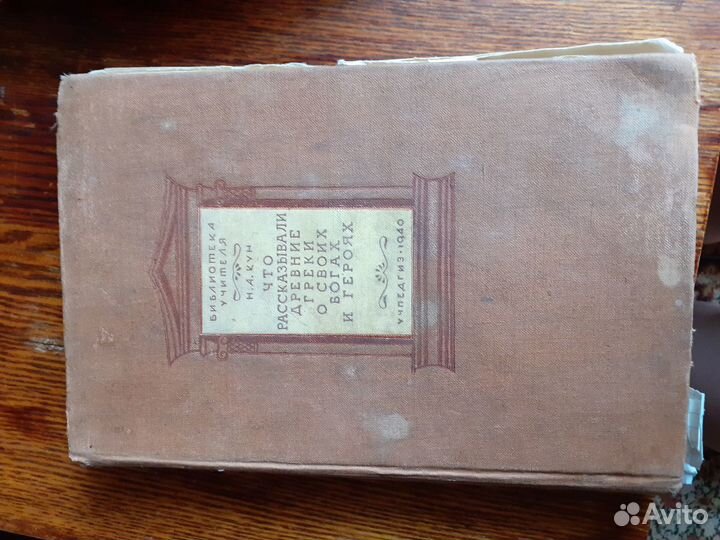 БИБЛИОТЕКА
УЧИТЕЛЯ
Н.А.КУН
ЧТО
РАССКАЗЫВАЛИ
ДРЕВНИЕ
ГРЕКИ
О СВОИХ
БОГАХ
И ГЕРОЯХ
УЧПЕДГИЗ·1940
Avito